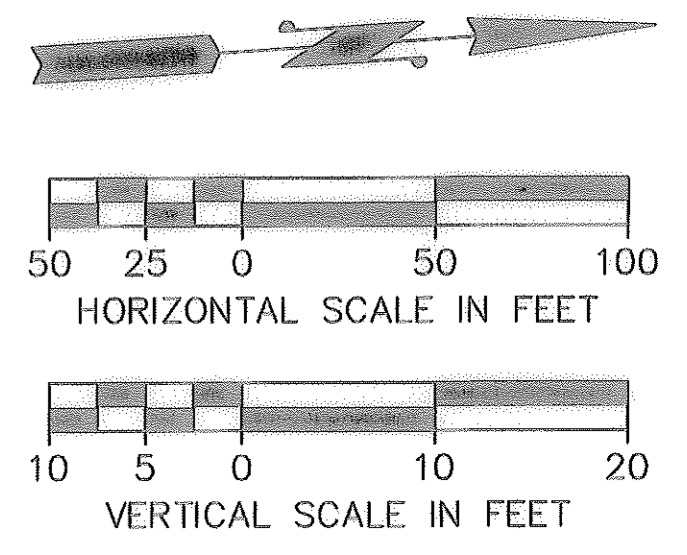 50 25 0 50 100
HORIZONTAL SCALE IN FEET
10 5 0 10 20
VERTICAL SCALE IN FEET